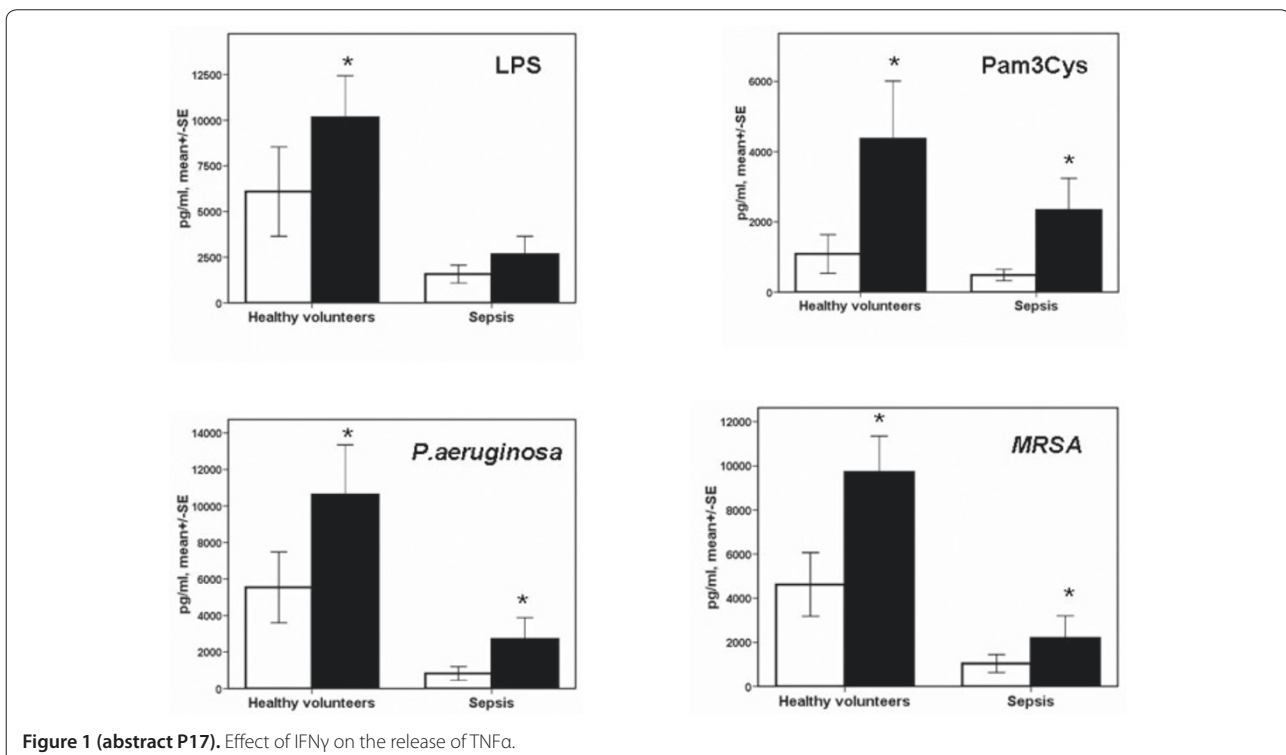 LPS
*
12500
10000
7500
5000
2500
0
pg/ml, mean+/-SE
Healthy volunteers
Sepsis
Pam3Cys
*
*
6000
4000
2000
0
pg/ml, mean+/-SE
Healthy volunteers
Sepsis
P.aeruginosa
*
*
14000
12000
10000
8000
6000
4000
2000
0
pg/ml, mean+/-SE
Healthy volunteers
Sepsis
MRSA
*
*
12000
10000
8000
6000
4000
2000
0
pg/ml, mean+/-SE
Healthy volunteers
Sepsis
Figure 1 (abstract P17). Effect of IFNγ on the release of TNFα.